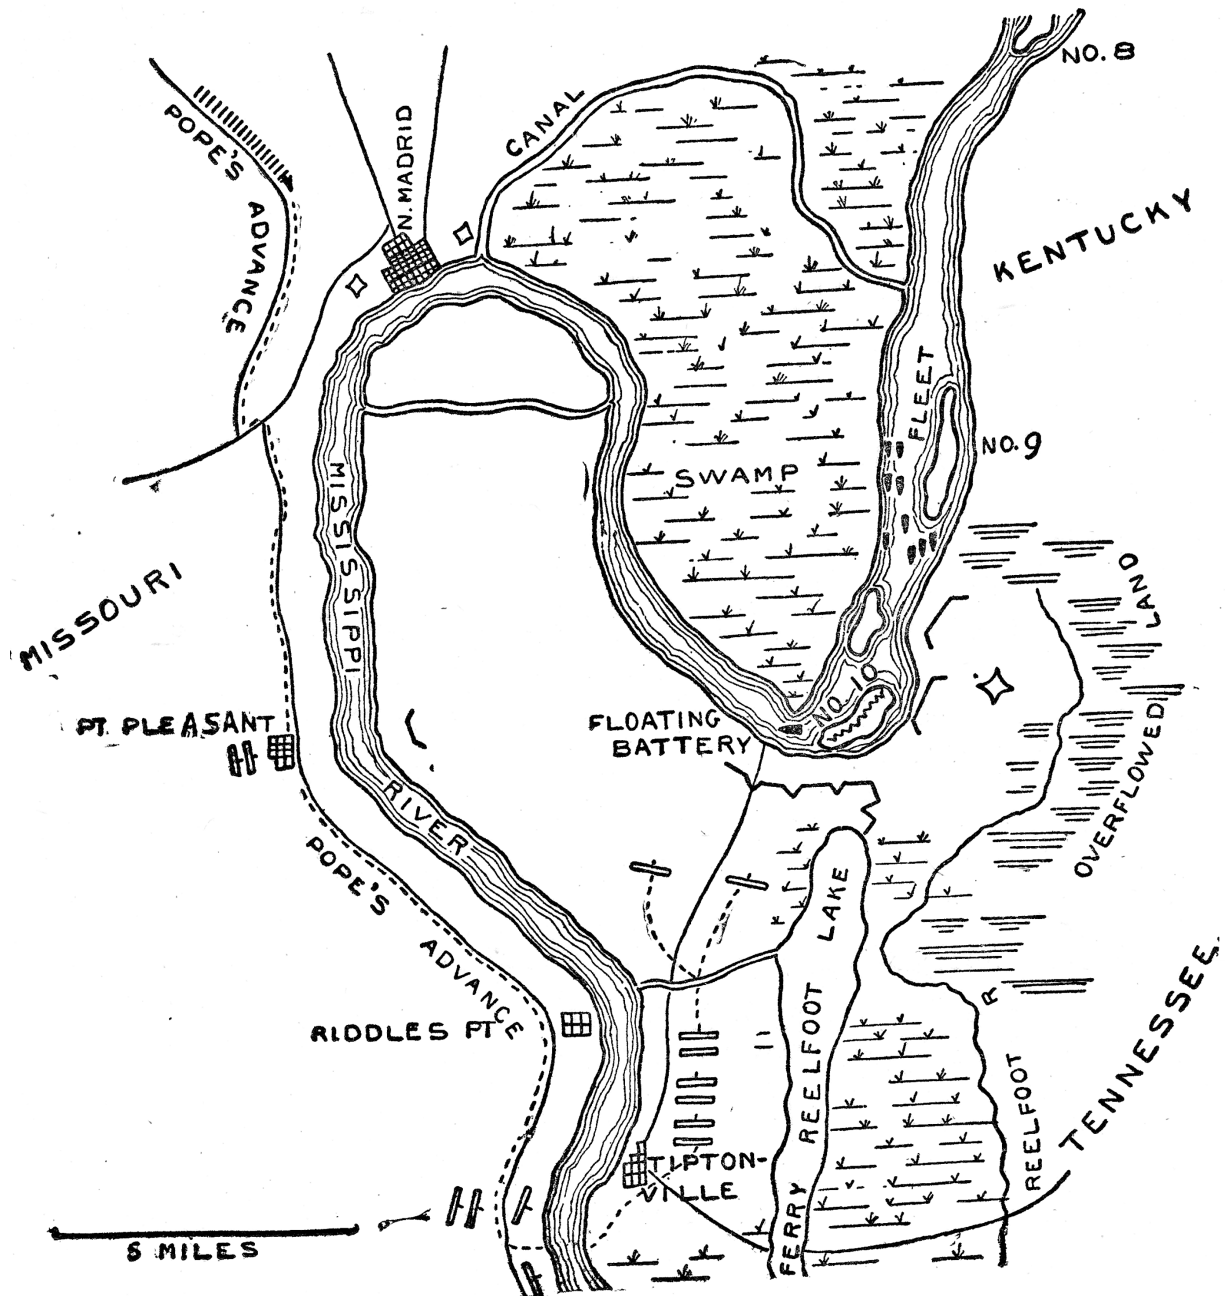 NO. 8
CANAL
POPE'S
ADVANCE
N. MADRID
KENTUCKY
FLEET
NO. 9
SWAMP
MISSISSIPPI
RIVER
MISSOURI
LAND
OVERFLOWED
NO. 10
PT. PLEASANT
FLOATING
BATTERY
POPE'S
ADVANCE
LAKE
REELFOOT
RIDDLES PT
R
REELFOOT
TENNESSEE.
TIPTON-
VILLE
FERRY
5 MILES